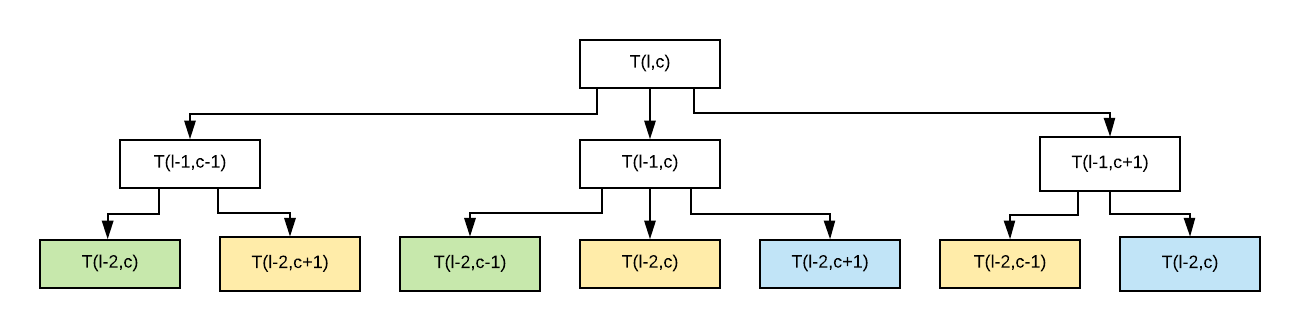 T(l,c)
T(l-1,c-1)
T(l-1,c)
T(l-1,c+1)
T(l-2,c)
T(l-2,c+1)
T(l-2,c-1)
T(l-2,c)
T(l-2,c+1)
T(l-2,c-1)
T(l-2,c)